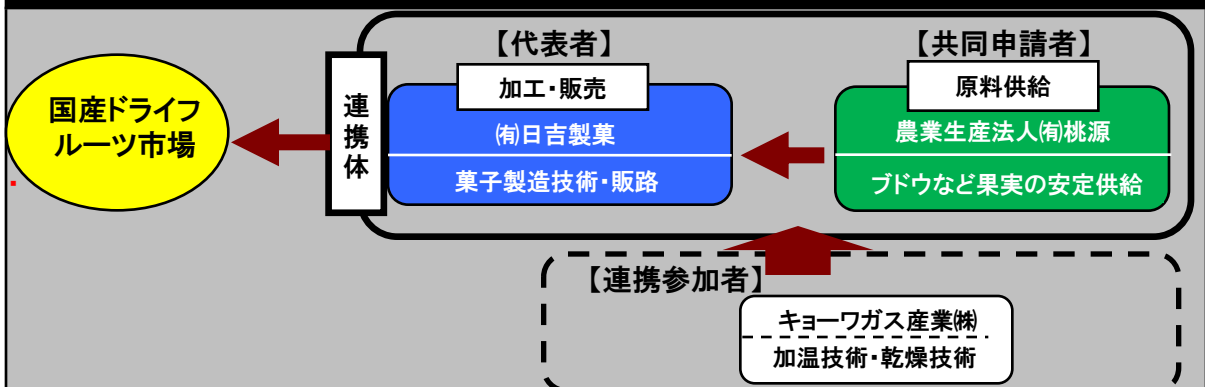 【代表者】
【共同申請者】
加工・販売
原料供給
国産ドライフ
ルーツ市場
連携体
㈲日吉製菓
菓子製造技術・販路
農業生産法人㈲桃源
ブドウなど果実の安定供給
【連携参加者】
キョーワガス産業㈱
加温技術・乾燥技術